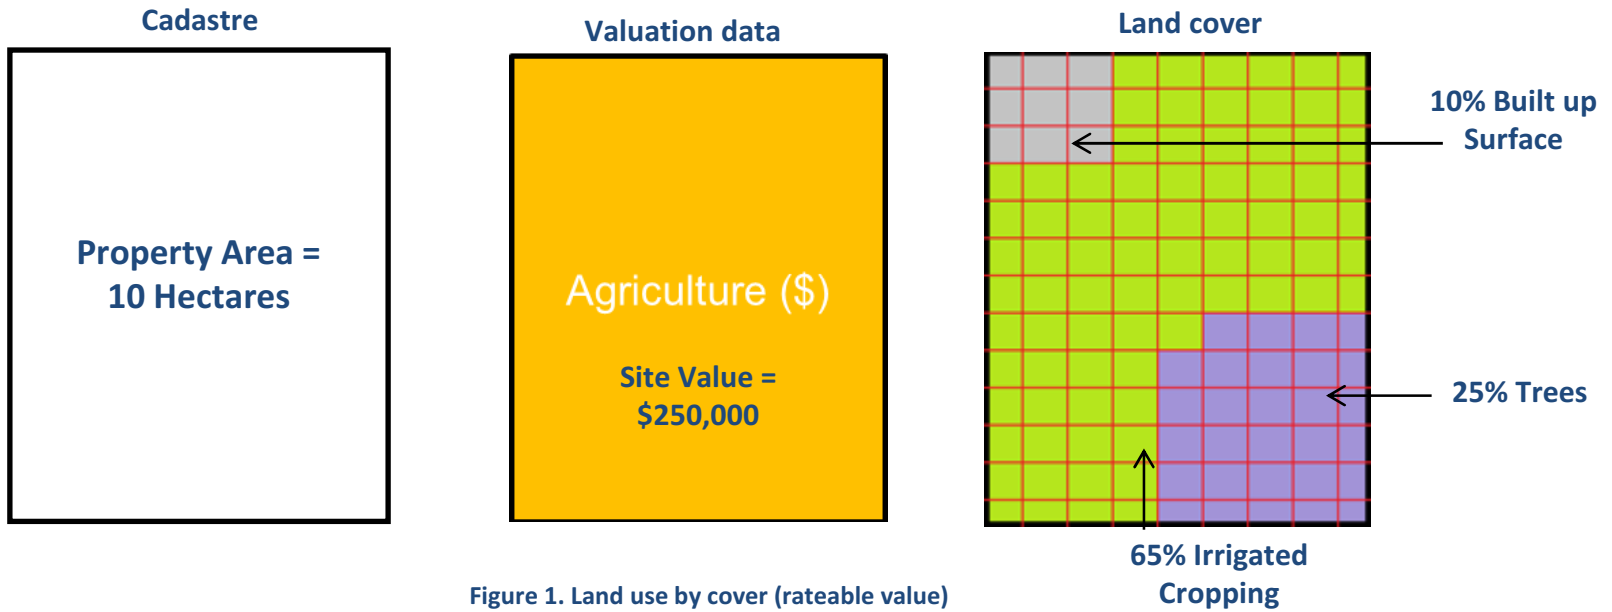 Cadastre
Property Area =
10 Hectares
Valuation data
Agriculture ($)
Site Value =
$250,000
Land cover
10% Built up
Surface
25% Trees
65% Irrigated
Cropping
Figure 1. Land use by cover (rateable value)